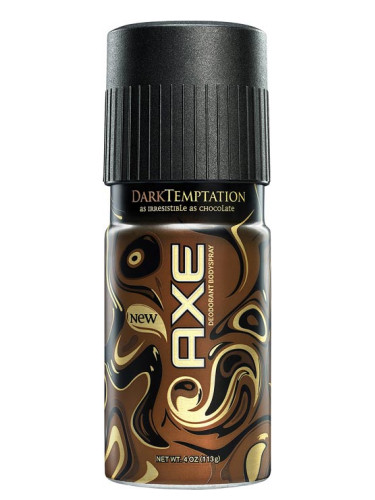 DARKTEMPTATION
as IRResistible as chocolate
NEW
AXE
DEODORANT BODYSPRAY
NET WT. 4 OZ (113g)